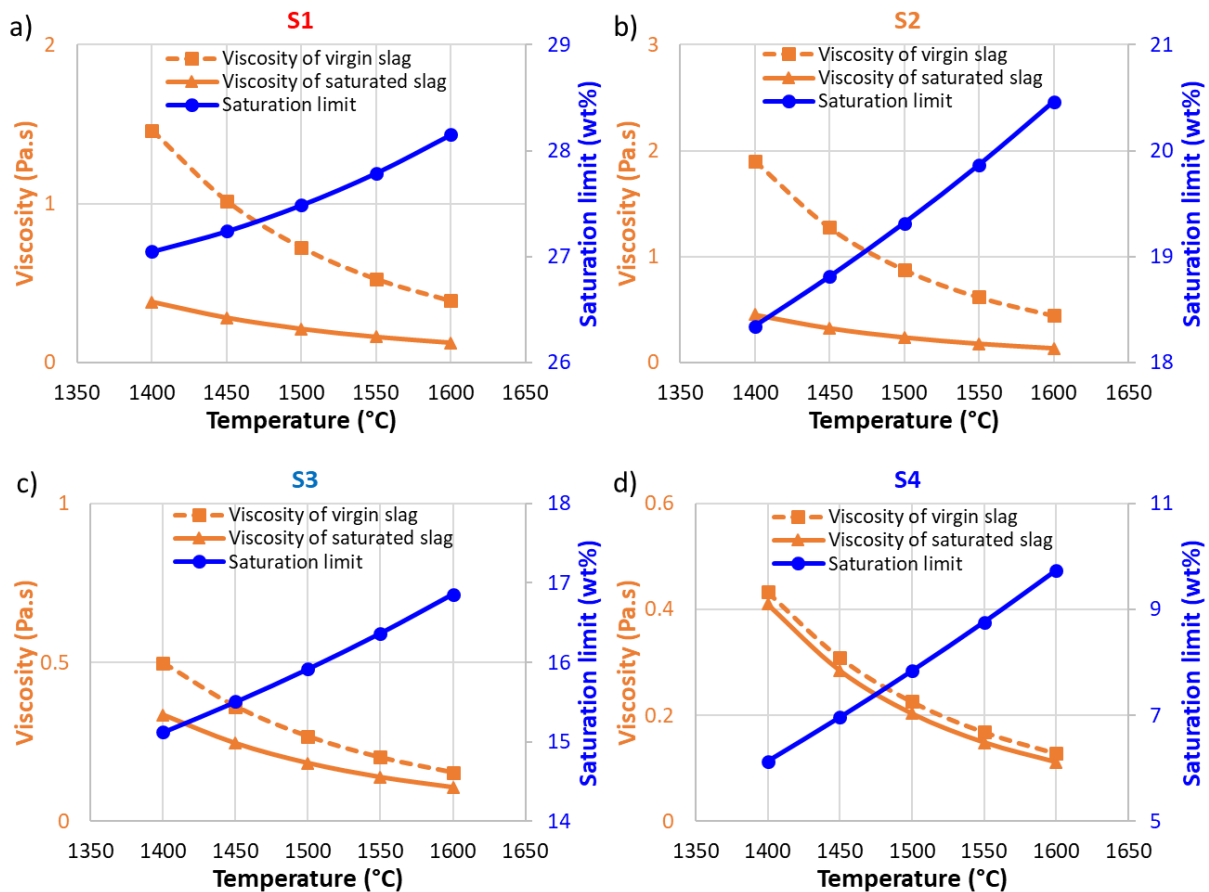 a)
S1
2
1
0
Viscosity (Pa.s)
Viscosity of virgin slag
Viscosity of saturated slag
Saturation limit
29
28
27
26
Saturation limit (wt%)
1350 1400 1450 1500 1550 1600 1650
Temperature (°C)
b)
S2
3
2
1
0
Viscosity (Pa.s)
Viscosity of virgin slag
Viscosity of saturated slag
Saturation limit
21
20
19
18
Saturation limit (wt%)
1350 1400 1450 1500 1550 1600 1650
Temperature (°C)
c)
S3
1
0.5
0
Viscosity (Pa.s)
Viscosity of virgin slag
Viscosity of saturated slag
Saturation limit
18
17
16
15
14
Saturation limit (wt%)
1350 1400 1450 1500 1550 1600 1650
Temperature (°C)
d)
S4
0.6
0.4
0.2
0
Viscosity (Pa.s)
Viscosity of virgin slag
Viscosity of saturated slag
Saturation limit
11
9
7
5
Saturation limit (wt%)
1350 1400 1450 1500 1550 1600 1650
Temperature (°C)